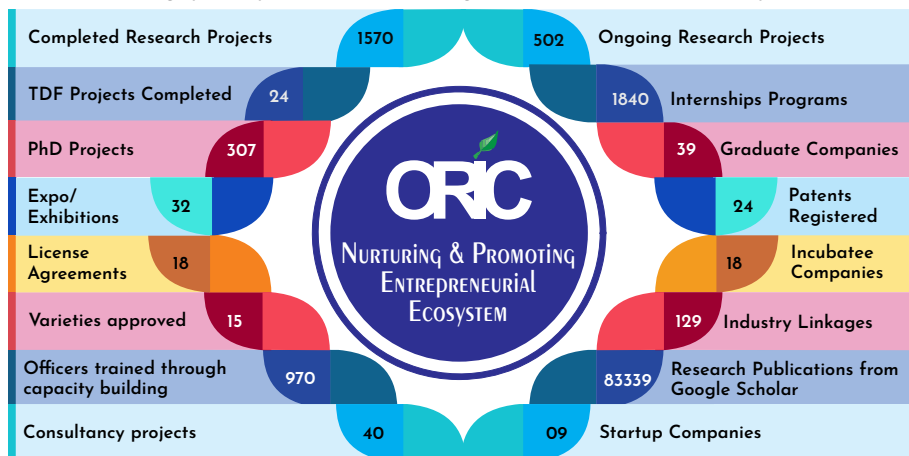 Completed Research Projects 1570
502 Ongoing Research Projects
TDF Projects Completed 24
1840 Internships Programs
PhD Projects 307
39 Graduate Companies
Expo/
Exhibitions
32
24
Patents
Registered
License
Agreements
18
18
Incubatee
Companies
Varieties approved 15
129 Industry Linkages
Officers trained through
capacity building
970
83339
Research Publications from
Google Scholar
Consultancy projects 40
09 Startup Companies
ORIC
Nurturing & Promoting
Entrepreneurial
Ecosystem